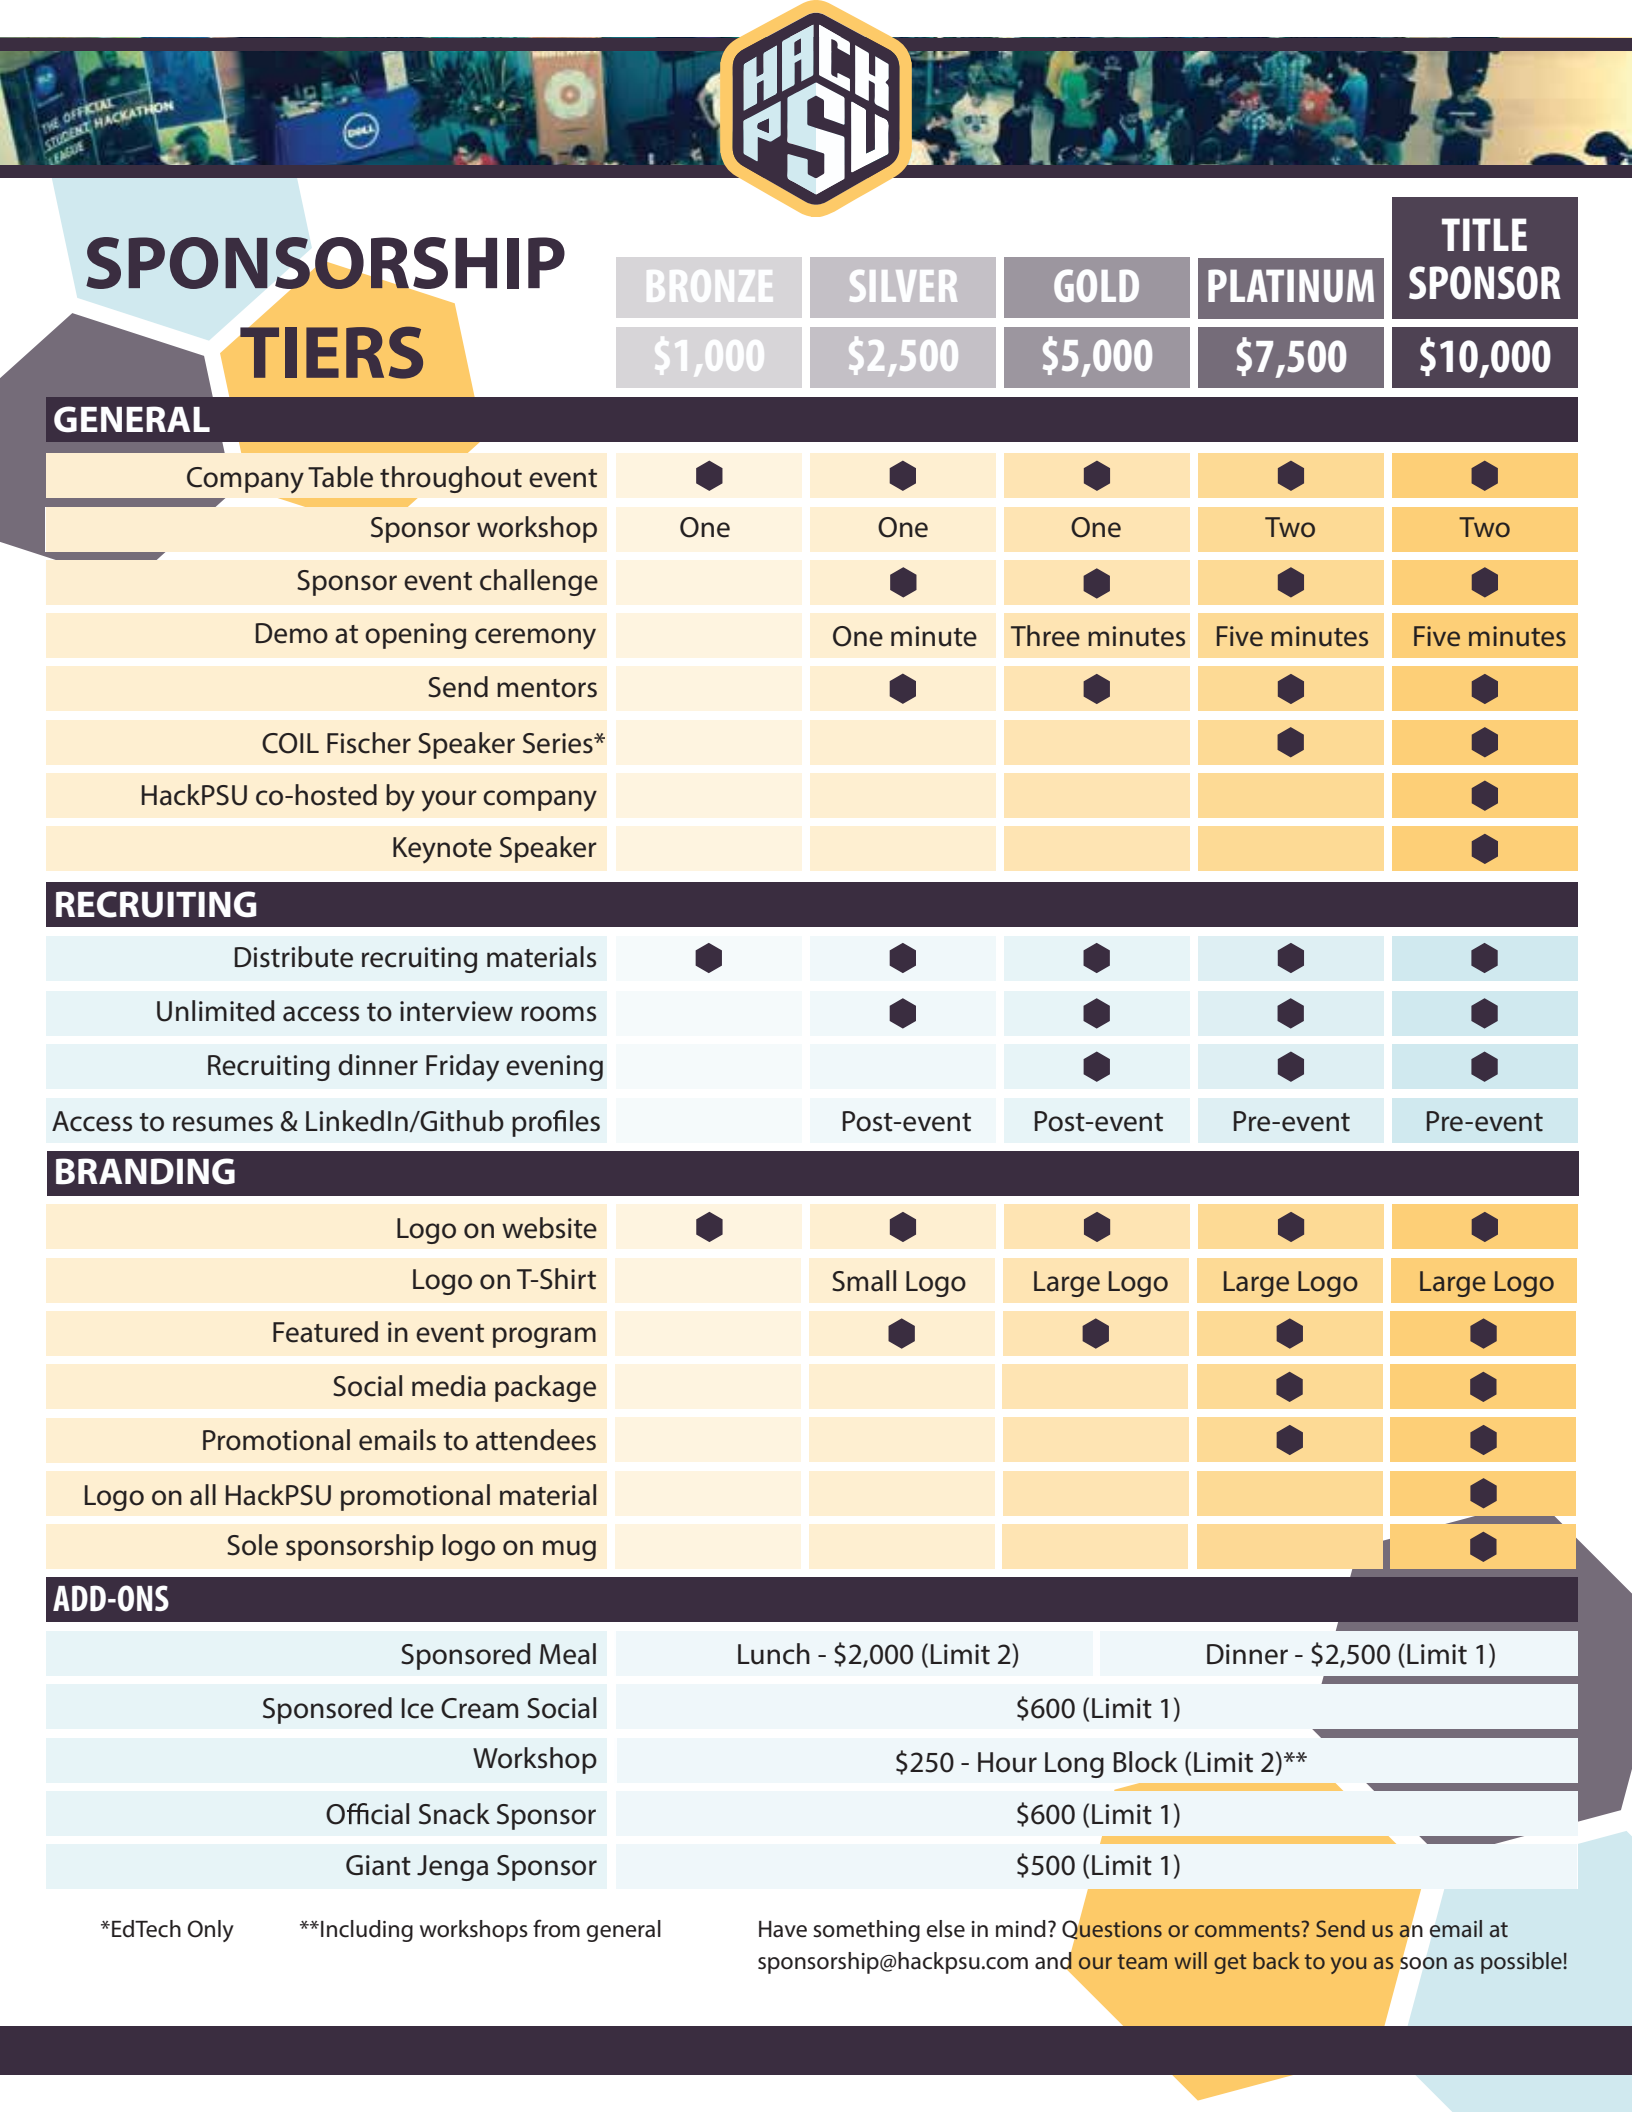 THE OFFICIAL
STUDENT HACKATHON
LEAGUE
DELL
HACK
PSU
SPONSORSHIP
TIERS
BRONZE SILVER GOLD PLATINUM TITLE SPONSOR
$1,000 $2,500 $5,000 $7,500 $10,000
GENERAL
Company Table throughout event
Sponsor workshop One One One Two Two
Sponsor event challenge
Demo at opening ceremony One minute Three minutes Five minutes Five minutes
Send mentors
COIL Fischer Speaker Series*
HackPSU co-hosted by your company
Keynote Speaker
RECRUITING
Distribute recruiting materials
Unlimited access to interview rooms
Recruiting dinner Friday evening
Access to resumes & LinkedIn/Github profiles Post-event Post-event Pre-event Pre-event
BRANDING
Logo on website
Logo on T-Shirt Small Logo Large Logo Large Logo Large Logo
Featured in event program
Social media package
Promotional emails to attendees
Logo on all HackPSU promotional material
Sole sponsorship logo on mug
ADD-ONS
Sponsored Meal Lunch - $2,000 (Limit 2) Dinner - $2,500 (Limit 1)
Sponsored Ice Cream Social $600 (Limit 1)
Workshop $250 - Hour Long Block (Limit 2)**
Official Snack Sponsor $600 (Limit 1)
Giant Jenga Sponsor $500 (Limit 1)
*EdTech Only **Including workshops from general
Have something else in mind? Questions or comments? Send us an email at
sponsorship@hackpsu.com and our team will get back to you as soon as possible!